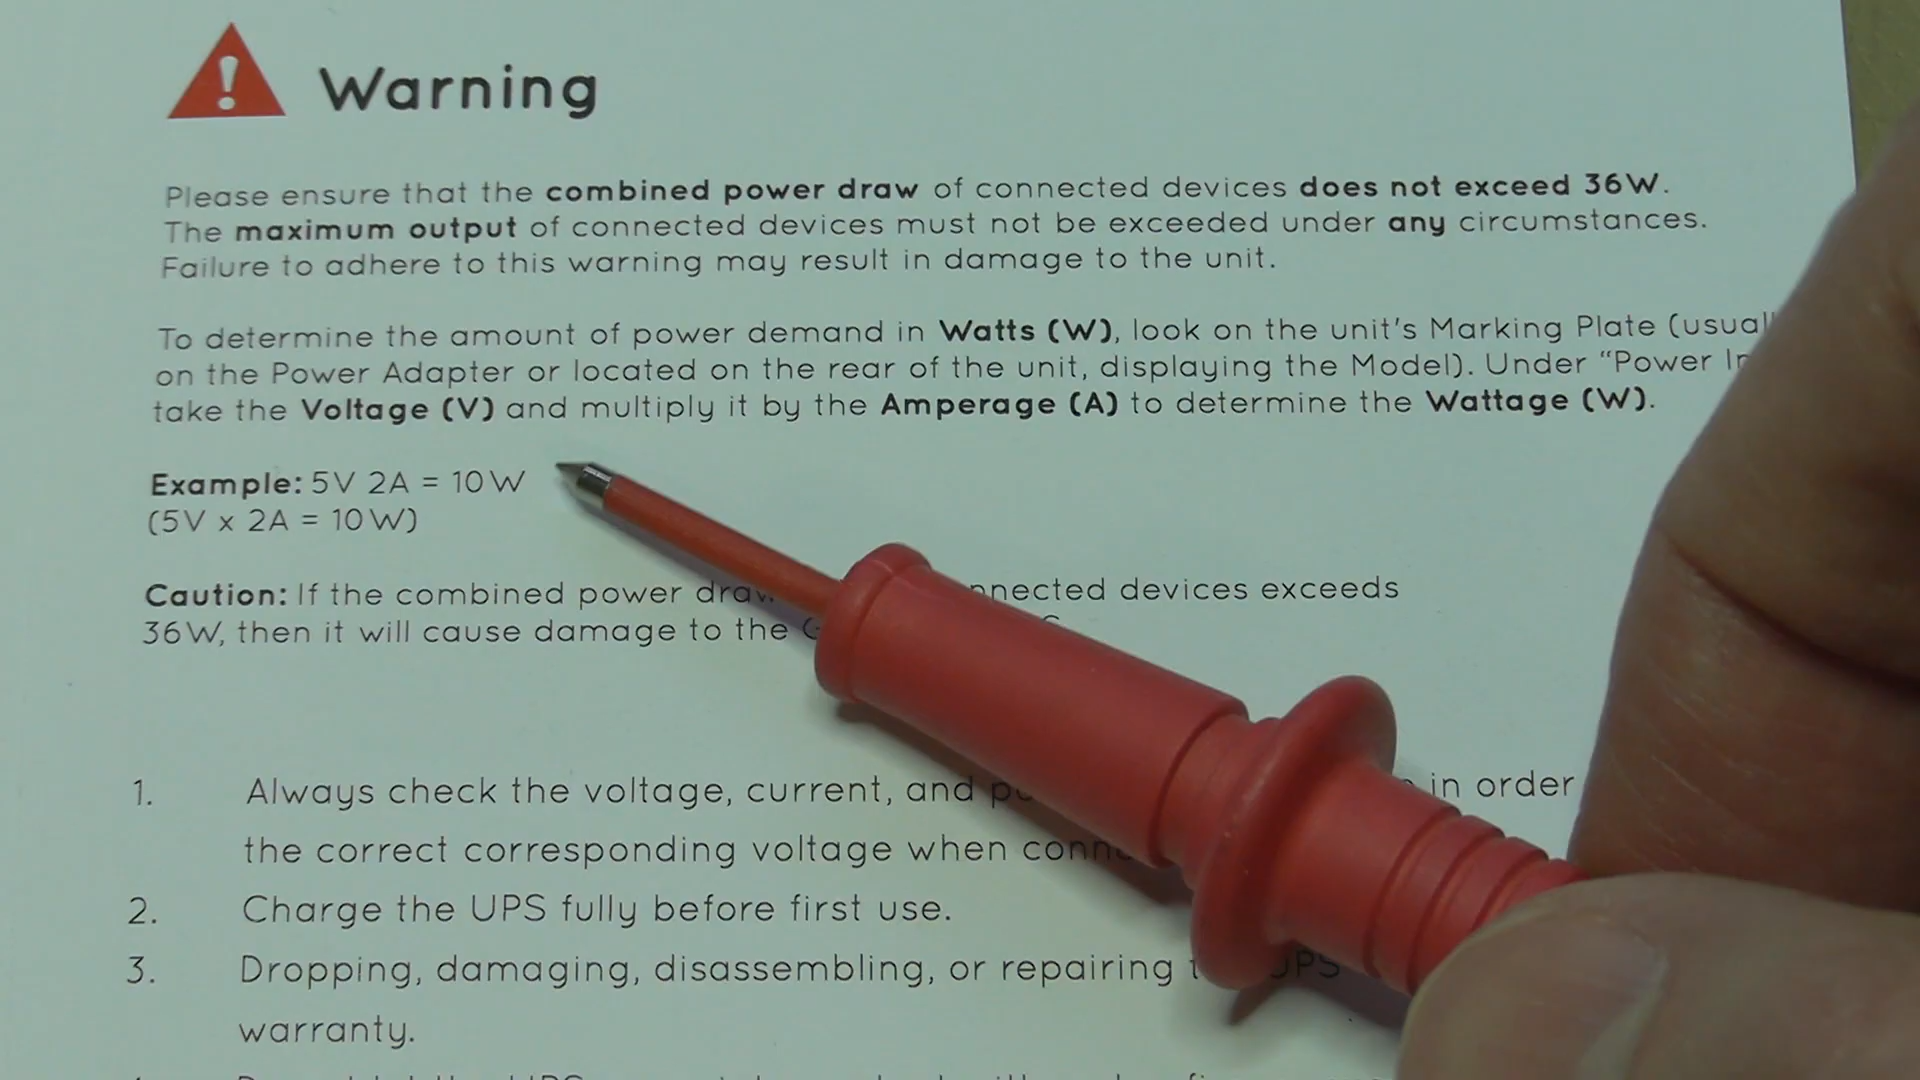 Warning
Please ensure that the combined power draw of connected devices does not exceed 36W.
The maximum output of connected devices must not be exceeded under any circumstances.
Failure to adhere to this warning may result in damage to the unit.
To determine the amount of power demand in Watts (W), look on the unit's Marking Plate (usual
on the Power Adapter or located on the rear of the unit, displaying the Model). Under “Power
take the Voltage (V) and multiply it by the Amperage (A) to determine the Wattage (W).
Example: 5V 2A = 10W
(5V x 2A = 10W)
Caution: If the combined power draw nnected devices exceeds
36W, then it will cause damage to the
1. Always check the voltage, current, and in order
the correct corresponding voltage when
2. Charge the UPS fully before first use.
3. Dropping, damaging, disassembling, or repairing UPS
warranty.